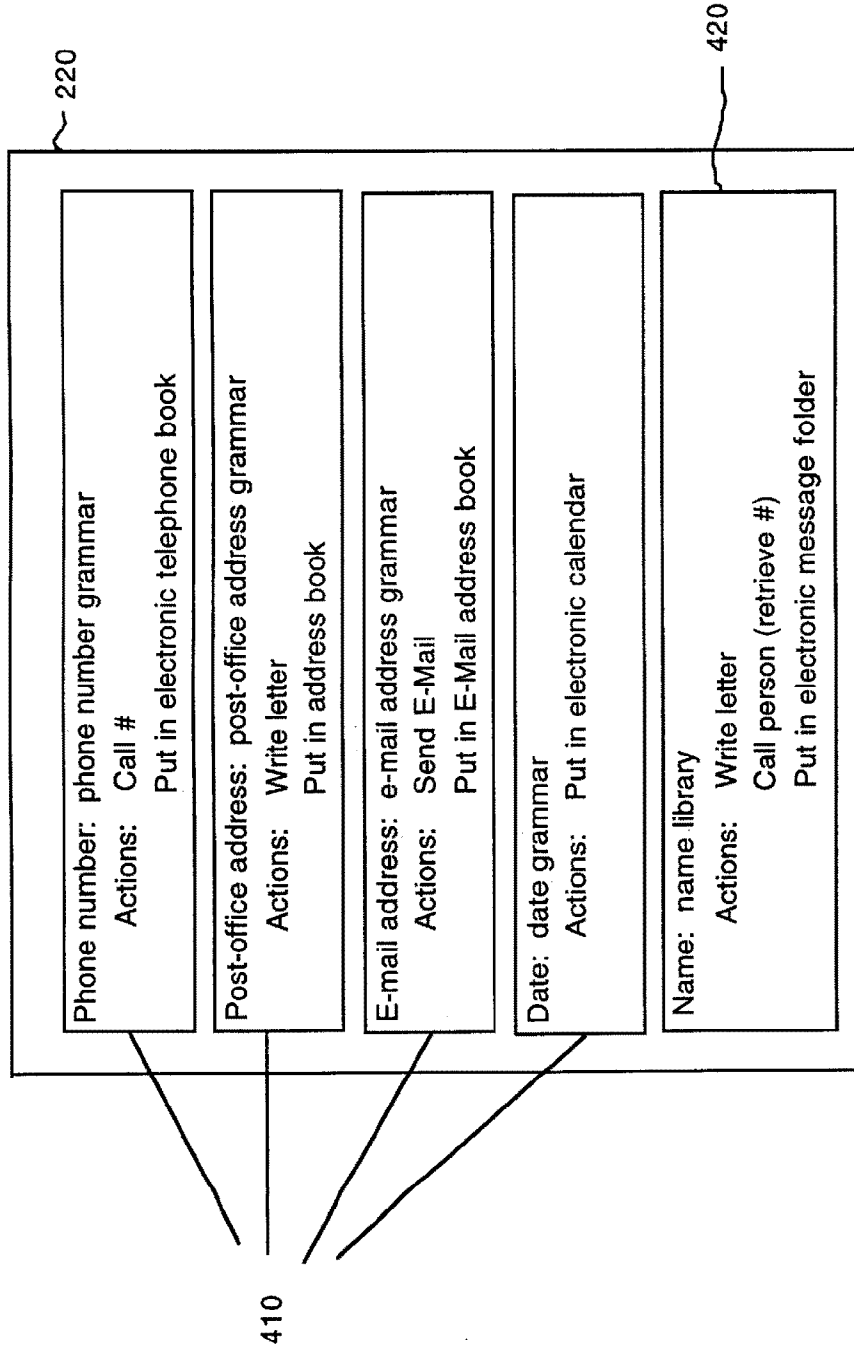 220
Phone number: phone number grammar
Actions: Call #
Put in electronic telephone book
Post-office address: post-office address grammar
Actions: Write letter
Put in address book
E-mail address: e-mail address grammar
Actions: Send E-Mail
Put in E-Mail address book
Date: date grammar
Actions: Put in electronic calendar
Name: name library
Actions: Write letter
Call person (retrieve #)
Put in electronic message folder
410
420